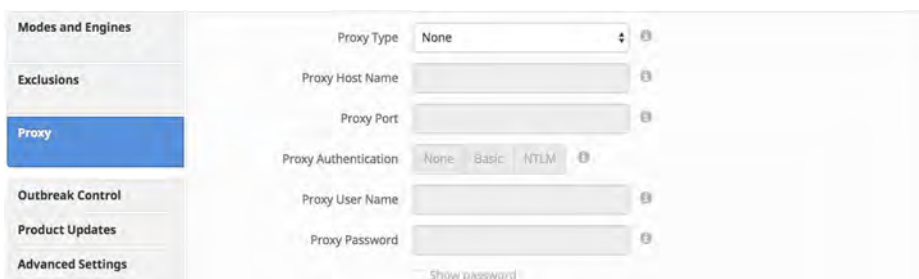 Modes and Engines
Exclusions
Proxy
Outbreak Control
Product Updates
Advanced Settings
Proxy Type None
Proxy Host Name
Proxy Port
Proxy Authentication None Basic NTLM
Proxy User Name
Proxy Password
Show password